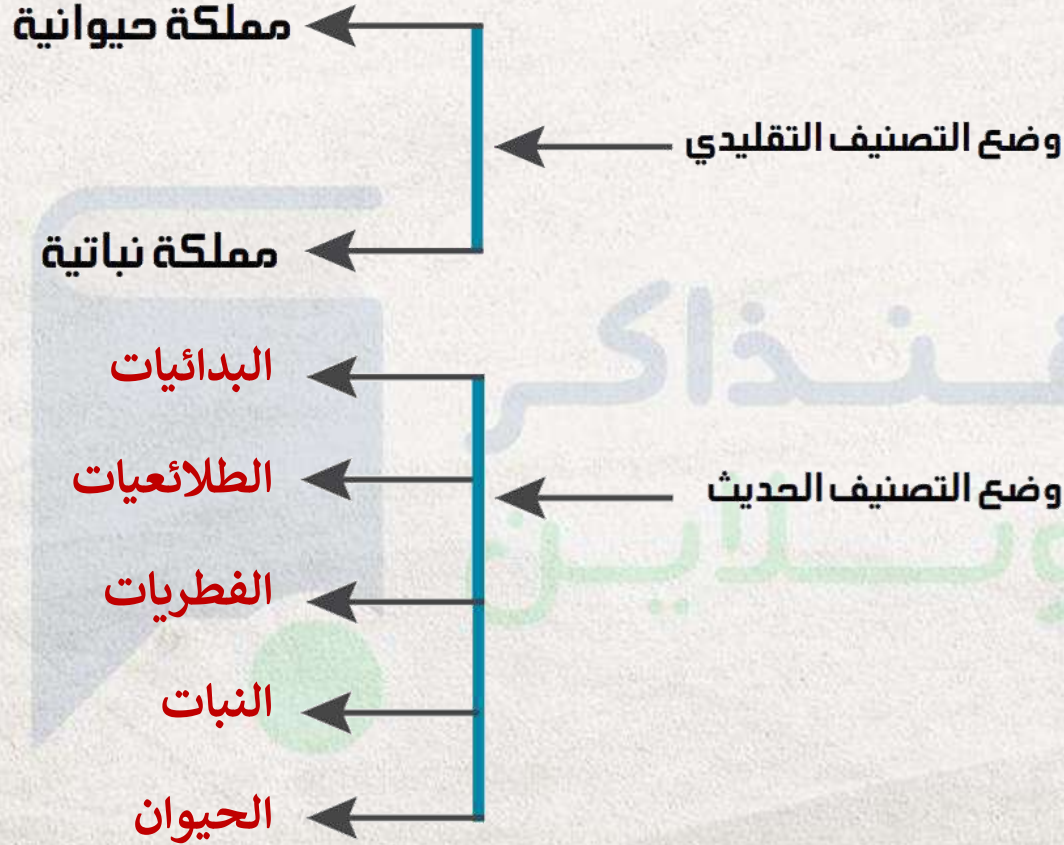 مملكة حيوانية
وضع التصنيف التقليدي
مملكة نباتية
البدائيات
الطلائعيات
وضع التصنيف الحديث
الفطريات
النبات
الحيوان